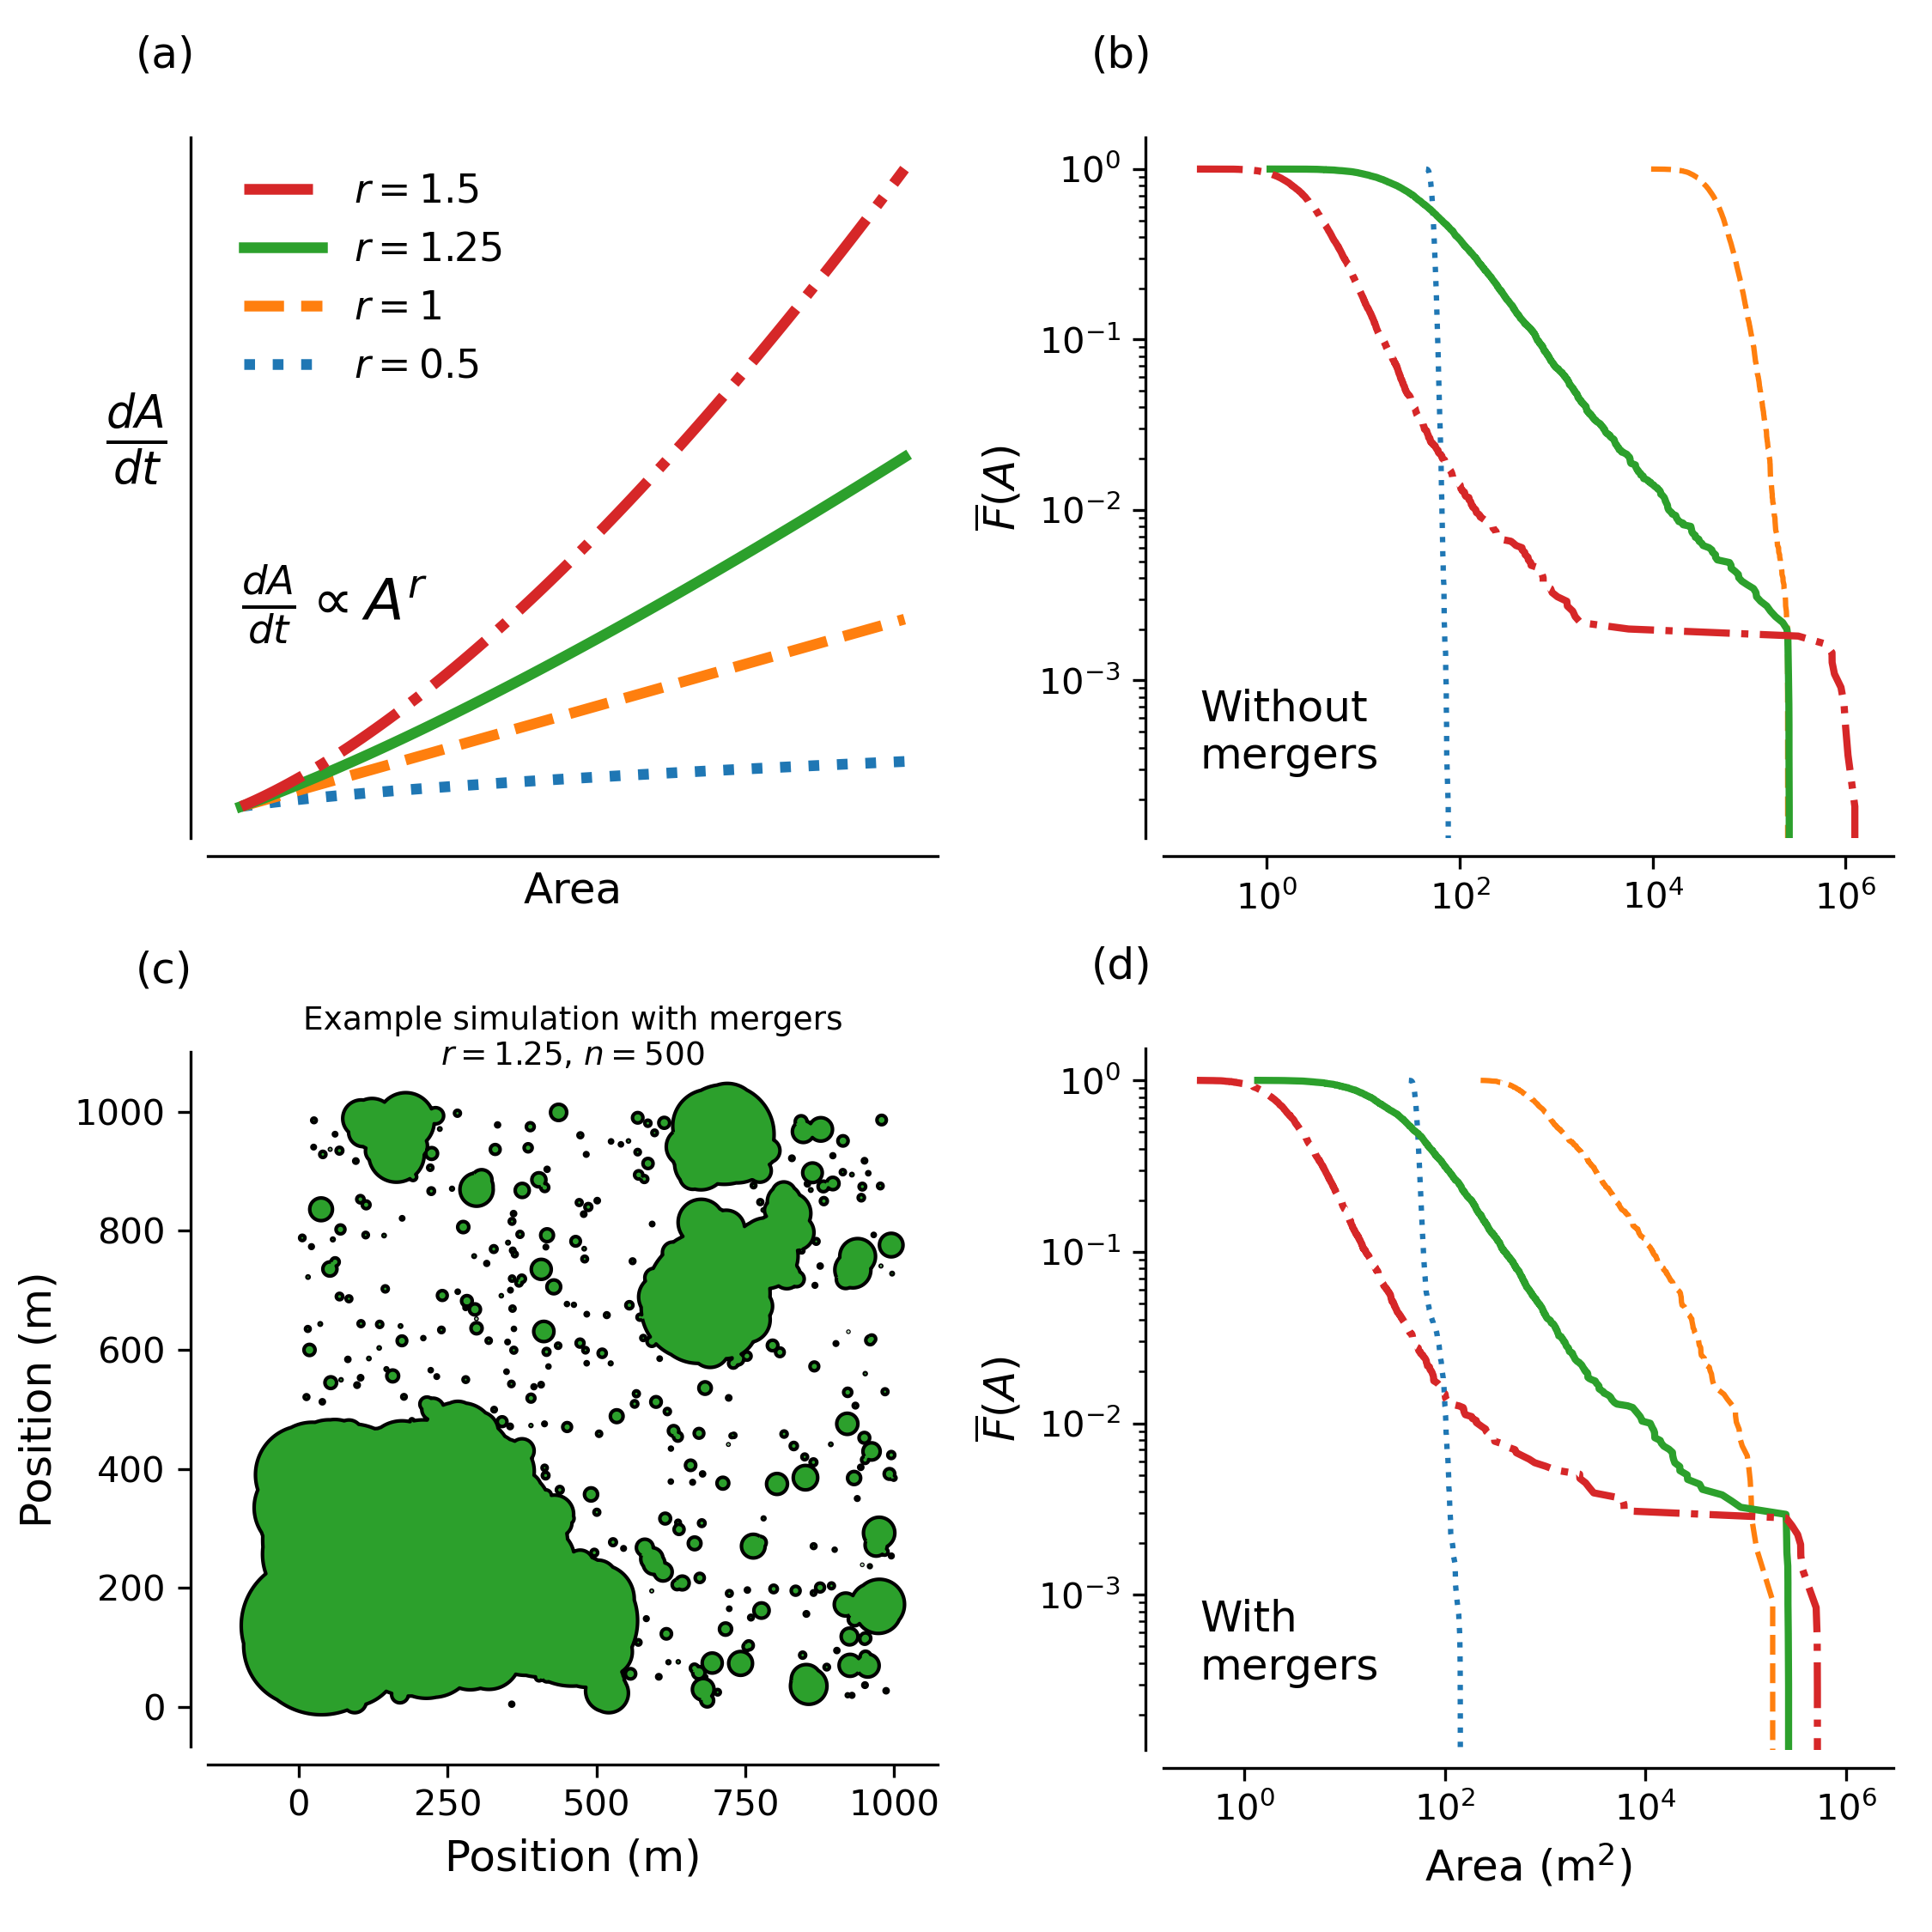 (a)
r = 1.5
r = 1.25
r = 1
r = 0.5
dA
dt
dA/dt ∝ A^r
Area
(b)
10^0
10^−1
10^−2
10^−3
F̅(A)
Without
mergers
10^0 10^2 10^4 10^6
(c)
Example simulation with mergers
r = 1.25, n = 500
1000
800
600
400
200
0
Position (m)
0 250 500 750 1000
Position (m)
(d)
10^0
10^−1
10^−2
10^−3
F̅(A)
With
mergers
10^0 10^2 10^4 10^6
Area (m²)